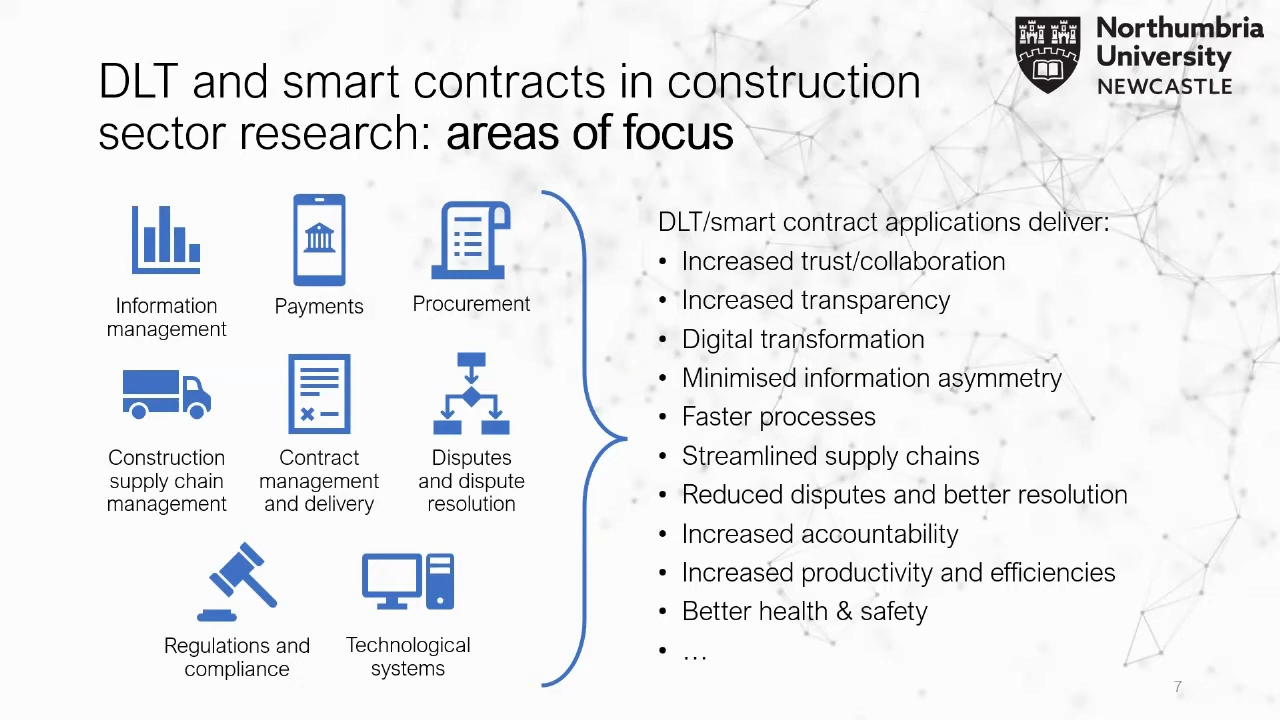 Northumbria
University
NEWCASTLE
DLT and smart contracts in construction
sector research: areas of focus
Information
management
Payments
Procurement
Construction
supply chain
management
Contract
management
and delivery
Disputes
and dispute
resolution
Regulations and
compliance
Technological
systems
DLT/smart contract applications deliver:
• Increased trust/collaboration
• Increased transparency
• Digital transformation
• Minimised information asymmetry
• Faster processes
• Streamlined supply chains
• Reduced disputes and better resolution
• Increased accountability
• Increased productivity and efficiencies
• Better health & safety
• …
7